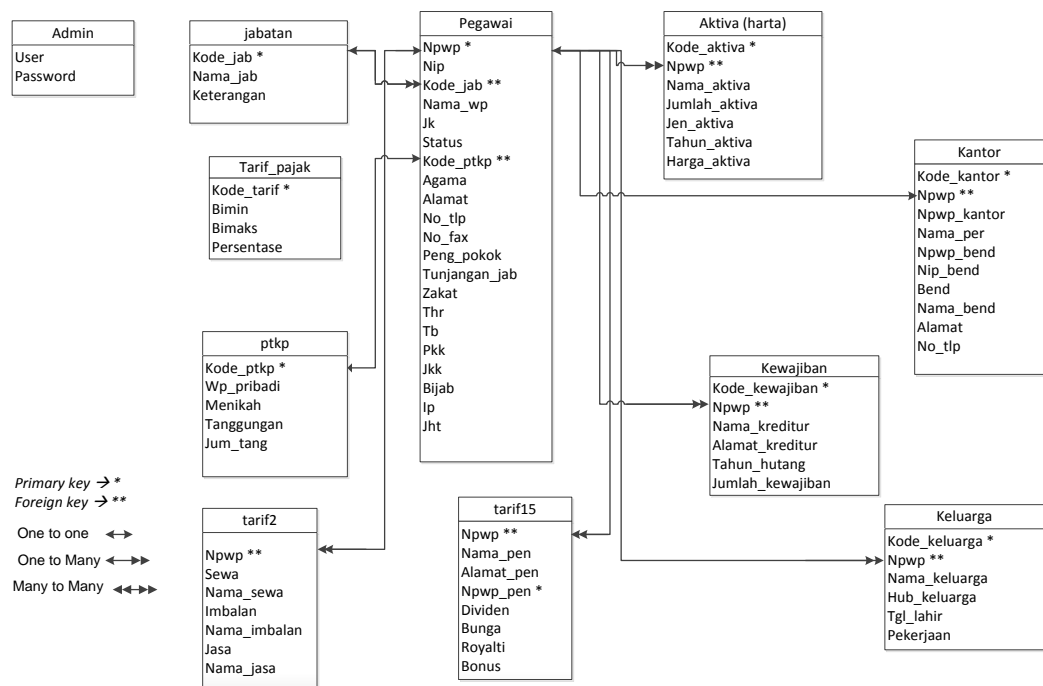 Admin
User
Password
jabatan
Kode_jab *
Nama_jab
Keterangan
Tarif_pajak
Kode_tarif *
Bimin
Bimaks
Persentase
ptkp
Kode_ptkp *
Wp_pribadi
Menikah
Tanggungan
Jum_tang
Primary key → *
Foreign key → **
One to one
One to Many
Many to Many
tarif2
Npwp **
Sewa
Nama_sewa
Imbalan
Nama_imbalan
Jasa
Nama_jasa
Pegawai
Npwp *
Nip
Kode_jab **
Nama_wp
Jk
Status
Kode_ptkp **
Agama
Alamat
No_tlp
No_fax
Peng_pokok
Tunjangan_jab
Zakat
Thr
Tb
Pkk
Jkk
Bijab
Ip
Jht
tarif15
Npwp **
Nama_pen
Alamat_pen
Npwp_pen *
Dividen
Bunga
Royalti
Bonus
Aktiva (harta)
Kode_aktiva *
Npwp **
Nama_aktiva
Jumlah_aktiva
Jen_aktiva
Tahun_aktiva
Harga_aktiva
Kantor
Kode_kantor *
Npwp **
Npwp_kantor
Nama_per
Npwp_bend
Nip_bend
Bend
Nama_bend
Alamat
No_tlp
Kewajiban
Kode_kewajiban *
Npwp **
Nama_kreditur
Alamat_kreditur
Tahun_hutang
Jumlah_kewajiban
Keluarga
Kode_keluarga *
Npwp **
Nama_keluarga
Hub_keluarga
Tgl_lahir
Pekerjaan